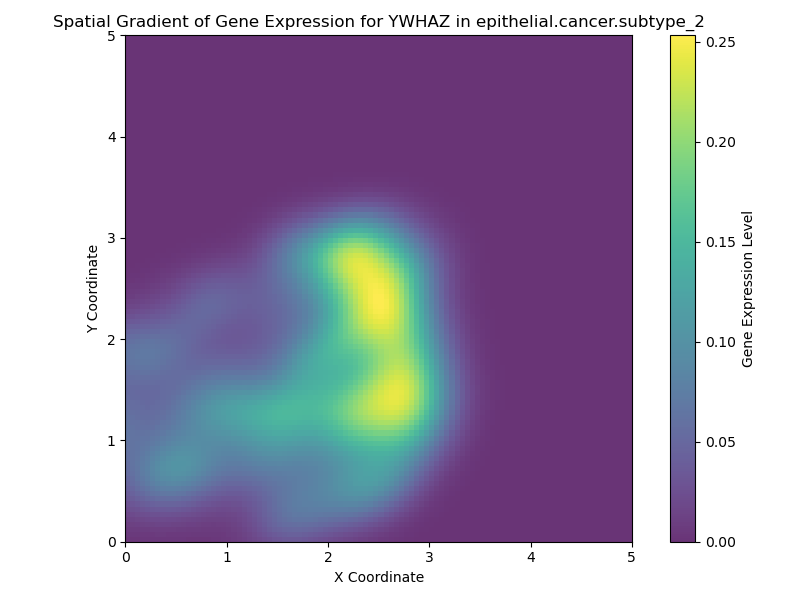 Spatial Gradient of Gene Expression for YWHAZ in epithelial.cancer.subtype_2
5
4
3
2
1
0
Y Coordinate
0 1 2 3 4 5
X Coordinate
0.25
0.20
0.15
0.10
0.05
0.00
Gene Expression Level